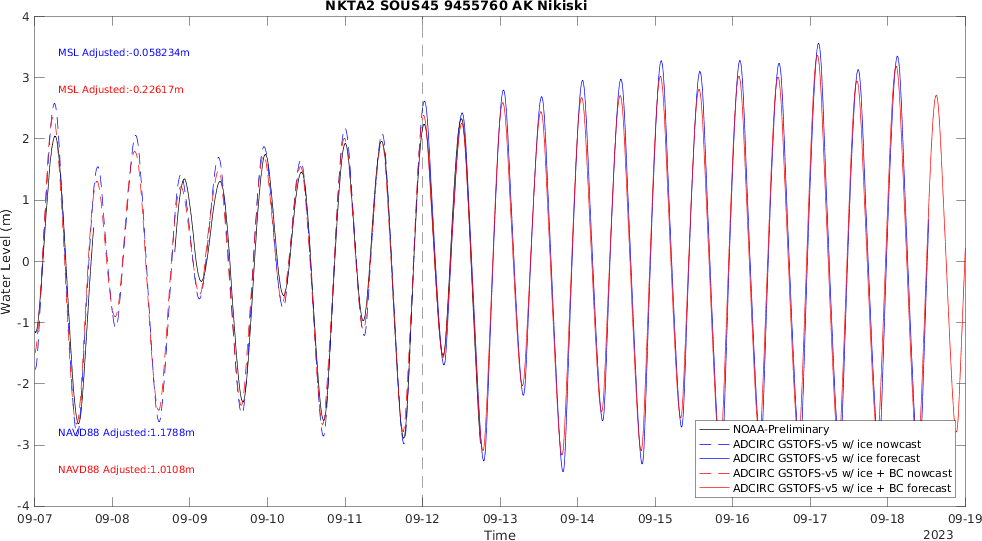 NKTA2 SOUS45 9455760 AK Nikiski
4
3
2
1
0
-1
-2
-3
-4
Water Level (m)
MSL Adjusted:-0.058234m
MSL Adjusted:-0.22617m
NAVD88 Adjusted:1.1788m
NAVD88 Adjusted:1.0108m
NOAA-Preliminary
ADCIRC GSTOFS-v5 w/ ice nowcast
ADCIRC GSTOFS-v5 w/ ice forecast
ADCIRC GSTOFS-v5 w/ ice + BC nowcast
ADCIRC GSTOFS-v5 w/ ice + BC forecast
09-07 09-08 09-09 09-10 09-11 09-12 09-13 09-14 09-15 09-16 09-17 09-18 09-19
Time
2023